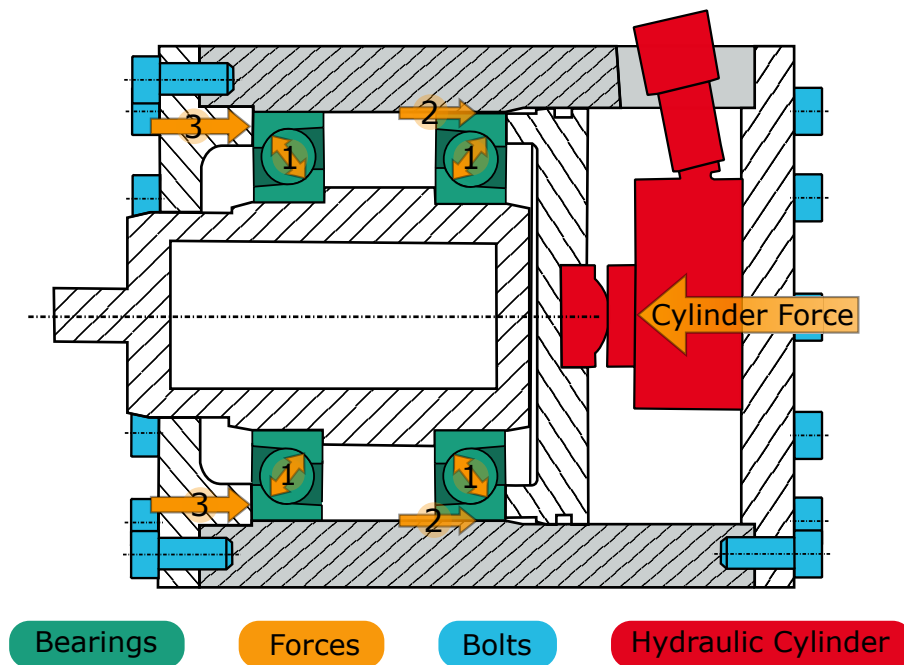 2
3
1
1
Cylinder Force
1
1
3
2
Bearings
Forces
Bolts
Hydraulic Cylinder